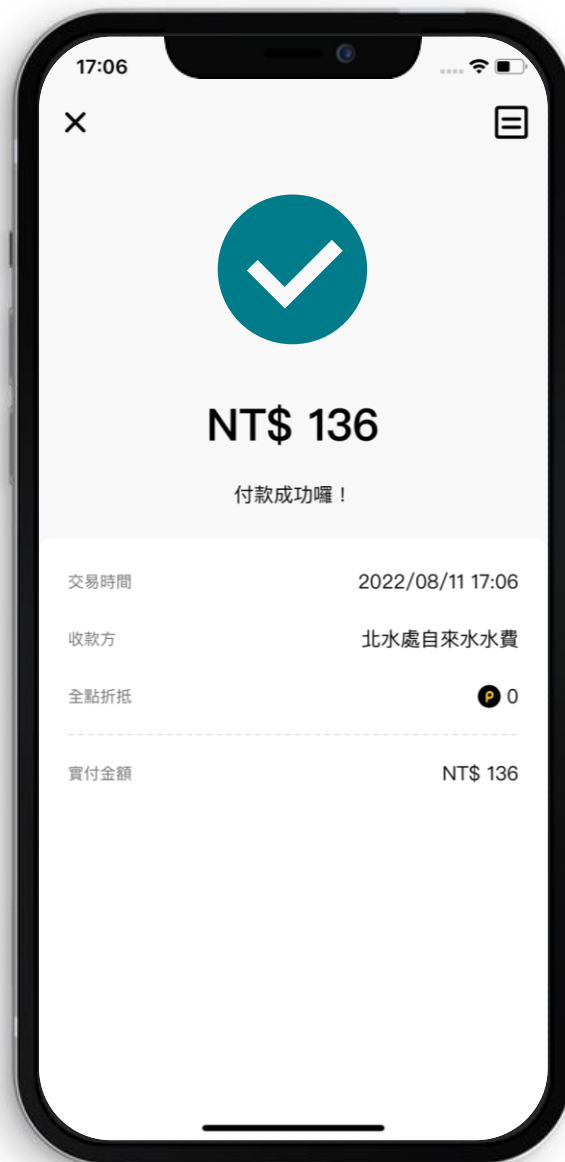 17:06
NT$ 136
付款成功囉！
交易時間 2022/08/11 17:06
收款方 北水處自來水水費
全點折抵 P 0
實付金額 NT$ 136